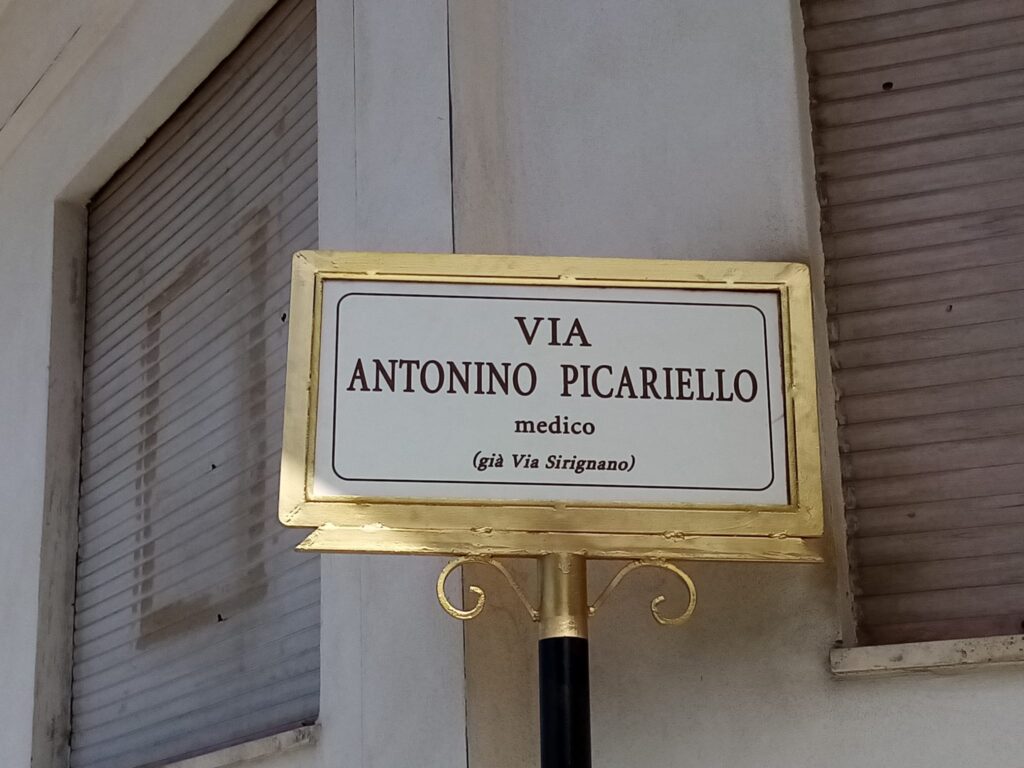 VIA
ANTONINO PICARIELLO
medico
(già Via Sirignano)